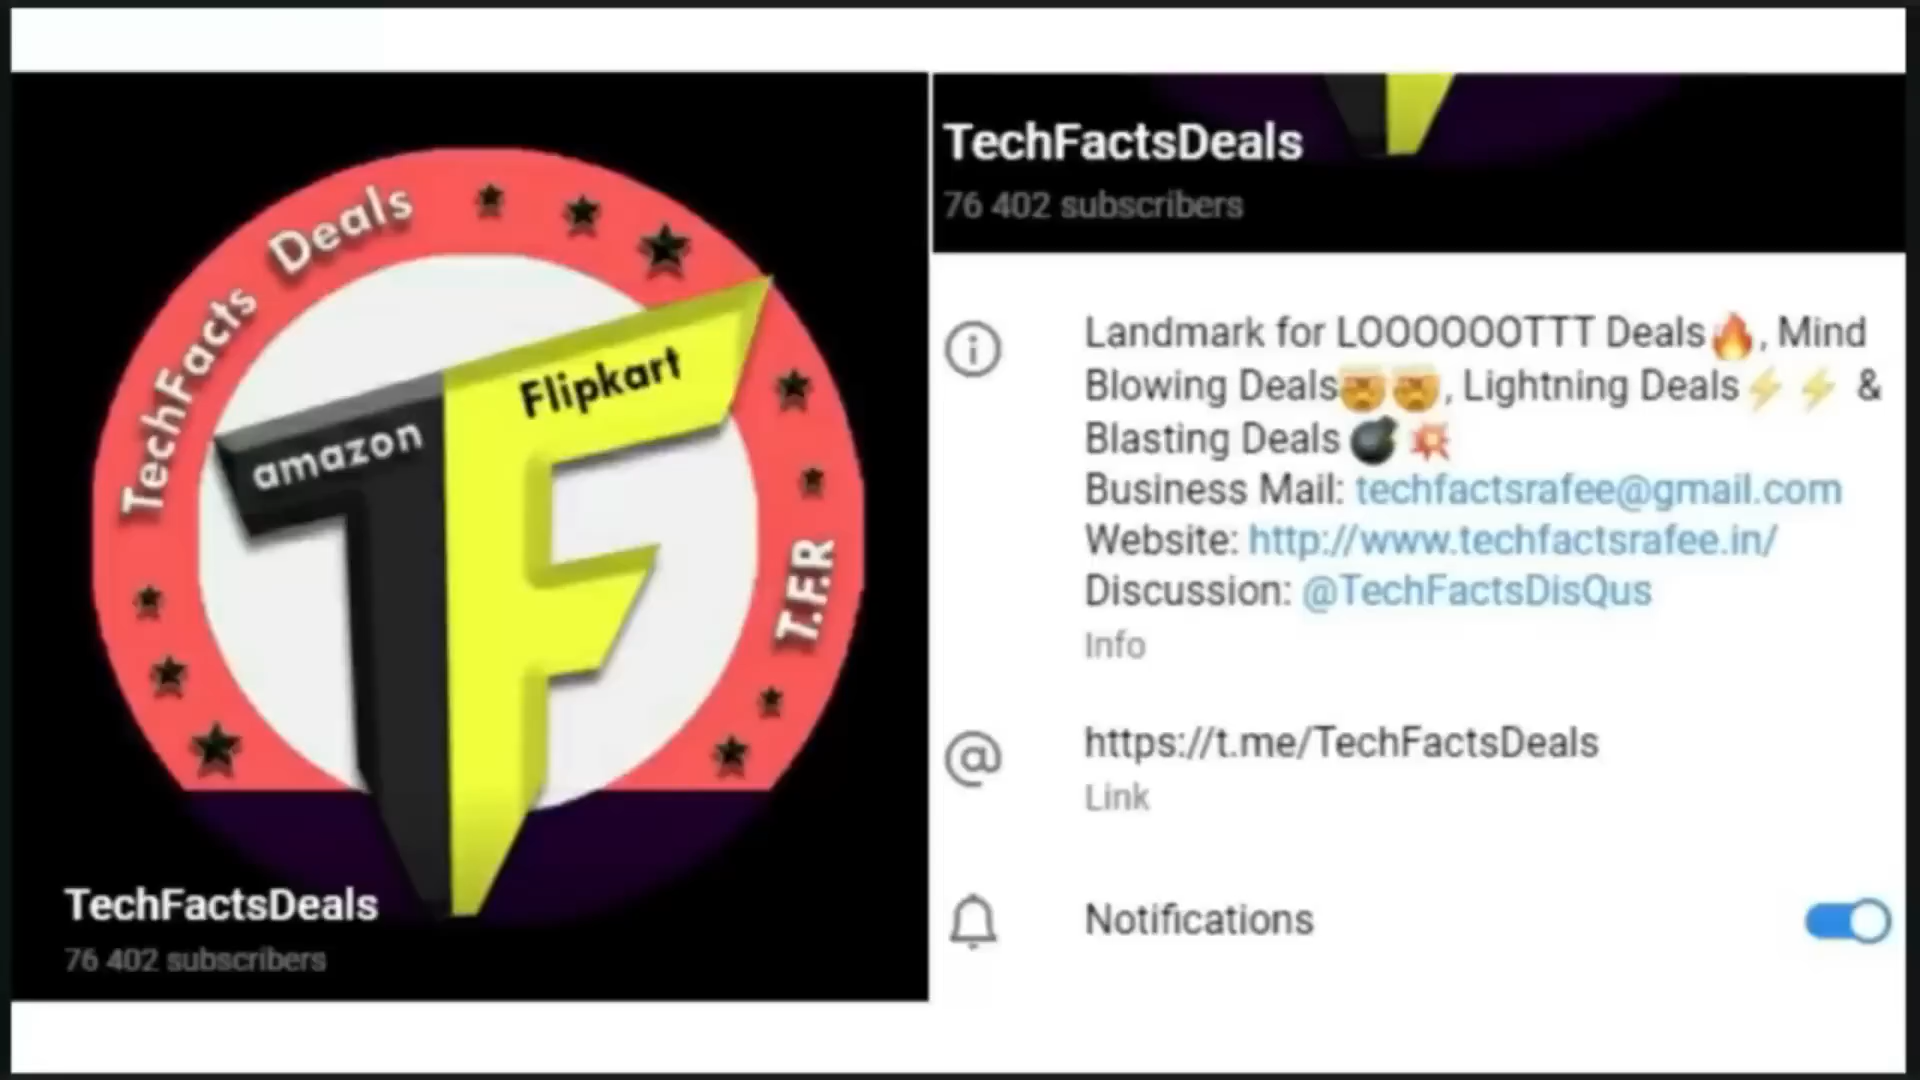 TechFacts Deals
amazon
Flipkart
T.F.R
TechFactsDeals
76 402 subscribers
TechFactsDeals
76 402 subscribers
Landmark for LOOOOOOTTT Deals🔥, Mind
Blowing Deals🤯🤯, Lightning Deals⚡⚡ &
Blasting Deals 💣💥
Business Mail: techfactsrafee@gmail.com
Website: http://www.techfactsrafee.in/
Discussion: @TechFactsDisQus
Info
https://t.me/TechFactsDeals
Link
Notifications